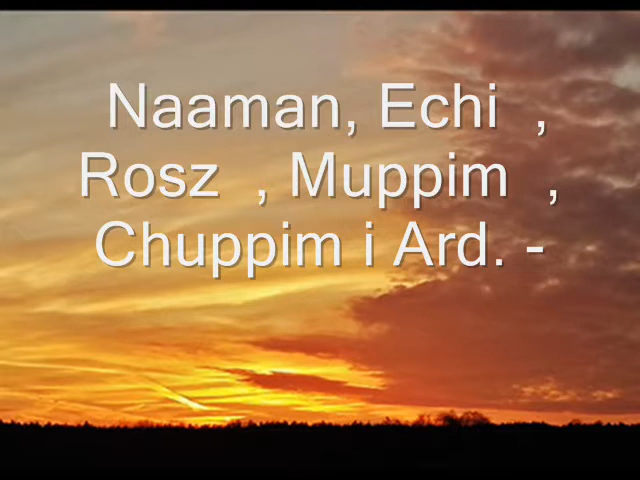 Naaman, Echi  ,
Rosz  , Muppim  ,
Chuppim i Ard. -